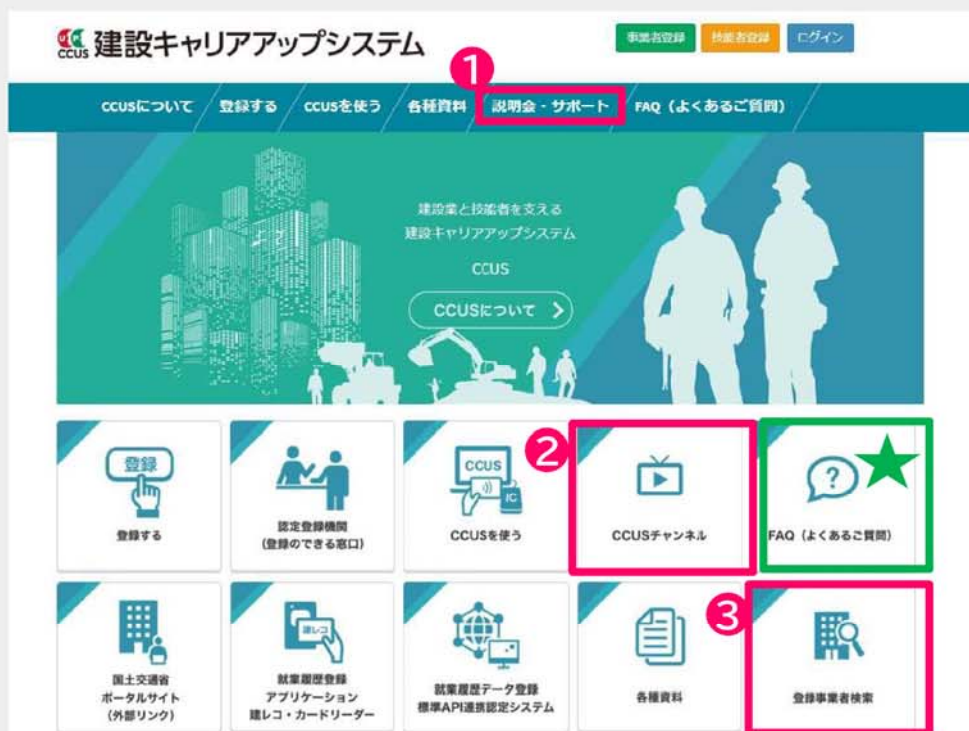 CCUS 建設キャリアアップシステム
事業者登録 技能者登録 ログイン
1
CCUSについて 登録する CCUSを使う 各種資料 説明会・サポート FAQ（よくあるご質問）
建設業と技能者を支える
建設キャリアアップシステム
CCUS
CCUSについて
2
登録
登録する
認定登録機関
(登録のできる窓口)
CCUS
IC
CCUSを使う
CCUSチャンネル
?
FAQ（よくあるご質問）
3
国土交通省
ポータルサイト
(外部リンク)
建レコ
就業履歴登録
アプリケーション
建レコ・カードリーダー
就業履歴データ登録
標準API連携認定システム
各種資料
登録事業者検索